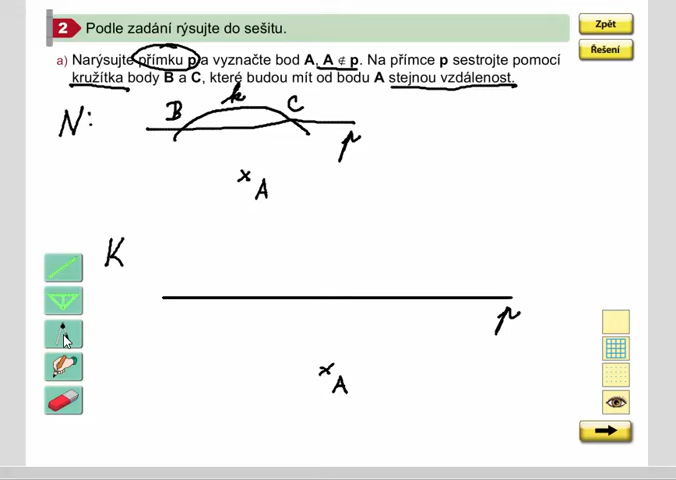 2 Podle zadání rýsujte do sešitu.
Zpět
Řešení
a) Narýsujte přímku p a vyznačte bod A, A ∉ p. Na přímce p sestrojte pomocí
kružítka body B a C, které budou mít od bodu A stejnou vzdálenost.
N:
B k C
p
x A
K
p
x A